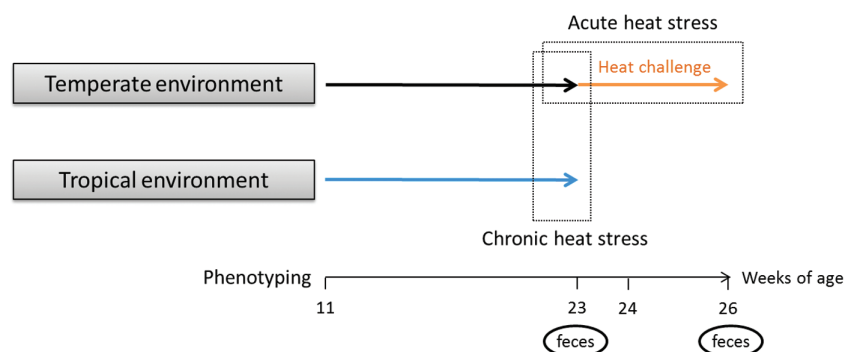 Acute heat stress
Temperate environment
Heat challenge
Tropical environment
Chronic heat stress
Phenotyping
Weeks of age
11
23
24
26
feces
feces